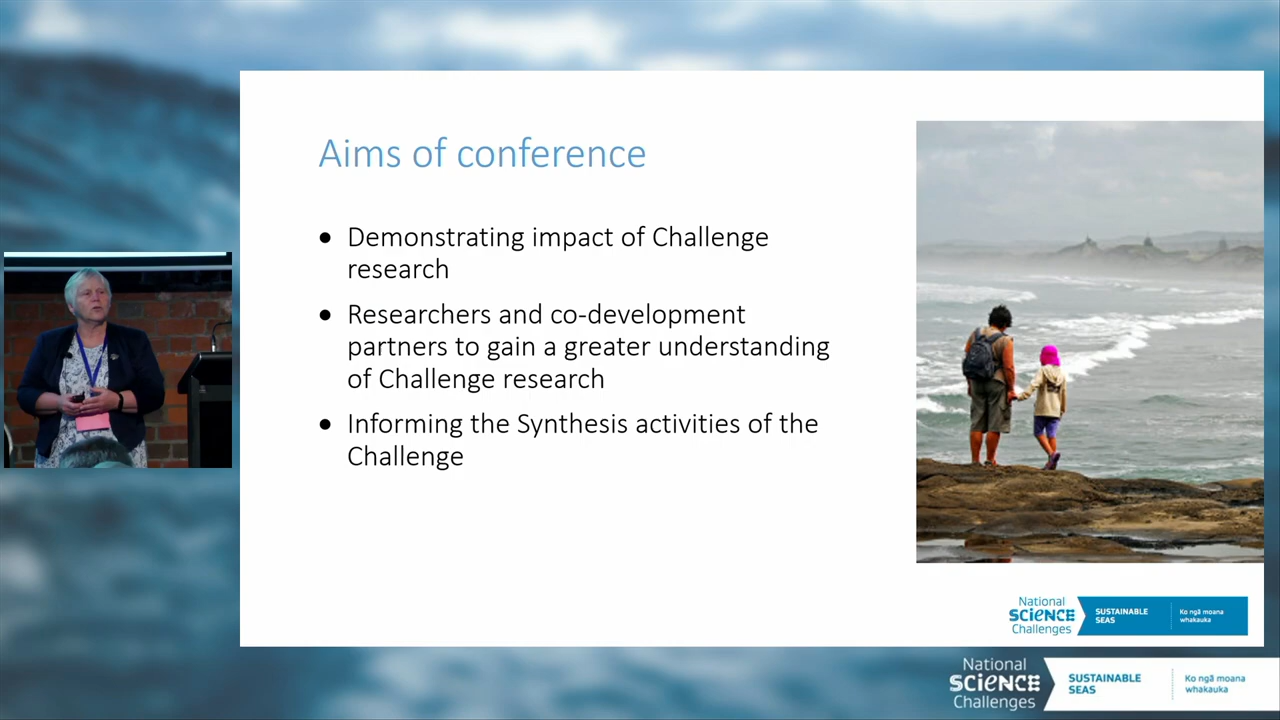 Aims of conference
• Demonstrating impact of Challenge
research
• Researchers and co-development
partners to gain a greater understanding
of Challenge research
• Informing the Synthesis activities of the
Challenge
National
SCIENCE
Challenges
SUSTAINABLE
SEAS
Ko ngā moana
whakauka
National
SCIENCE
Challenges
SUSTAINABLE
SEAS
Ko ngā moana
whakauka